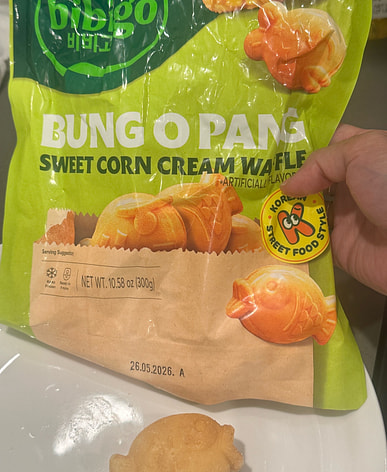 bibigo
비비고
BUNG O PANG
SWEET CORN CREAM WAFFLE
ARTIFICIALLY FLAVOR
KOREAN
STREET FOOD STYLE
Serving Suggestion
NET WT. 10.58 oz (300g)
26.05.2026. A